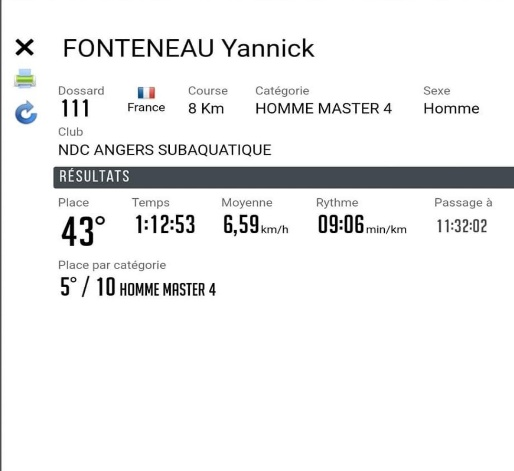 FONTENEAU Yannick
Dossard Course Catégorie Sexe
111 France 8 Km HOMME MASTER 4 Homme
Club
NDC ANGERS SUBAQUATIQUE
RÉSULTATS
Place Temps Moyenne Rythme Passage à
43° 1:12:53 6,59 km/h 09:06 min/km 11:32:02
Place par catégorie
5° / 10 HOMME MASTER 4